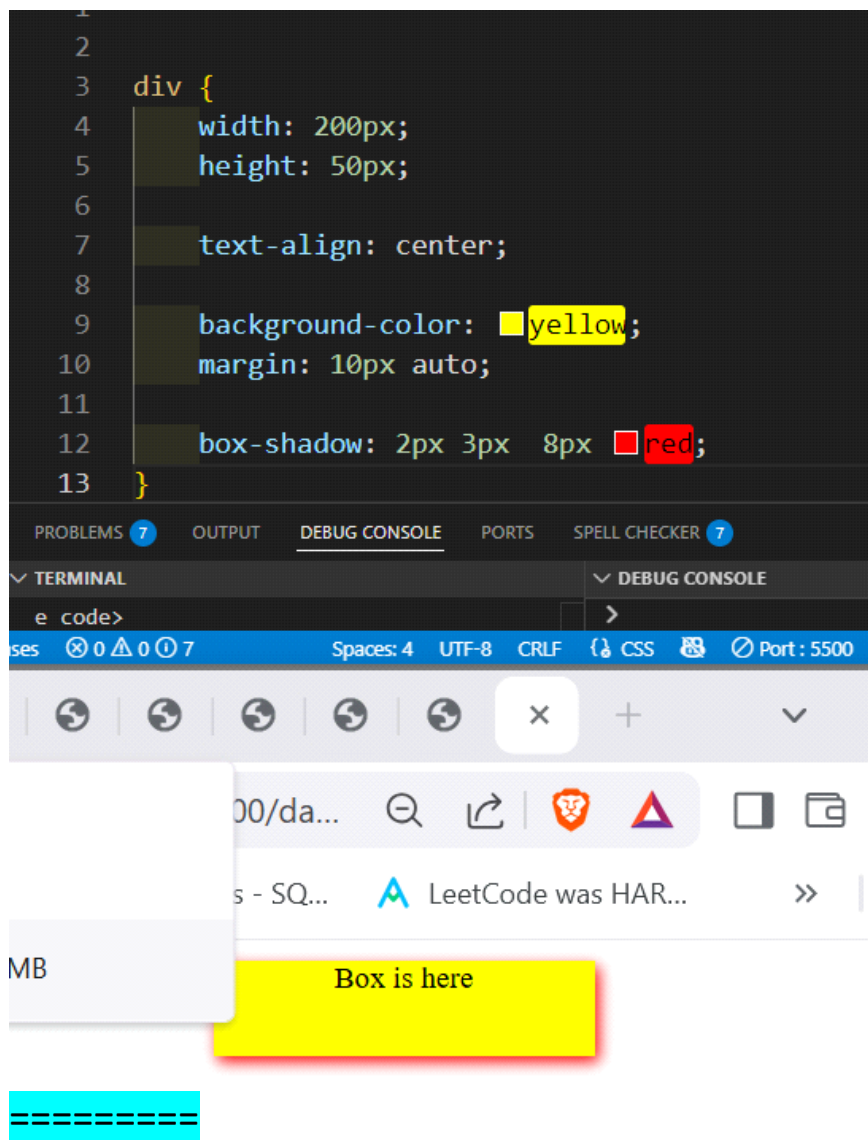 2
3 div {
4 width: 200px;
5 height: 50px;
6
7 text-align: center;
8
9 background-color: yellow;
10 margin: 10px auto;
11
12 box-shadow: 2px 3px  8px red;
13 }
PROBLEMS 7 OUTPUT DEBUG CONSOLE PORTS SPELL CHECKER 7
TERMINAL DEBUG CONSOLE
e code> >
ses 0 0 7 Spaces: 4 UTF-8 CRLF CSS Port : 5500
00/da...
s - SQ... LeetCode was HAR... >>
MB
Box is here
=========